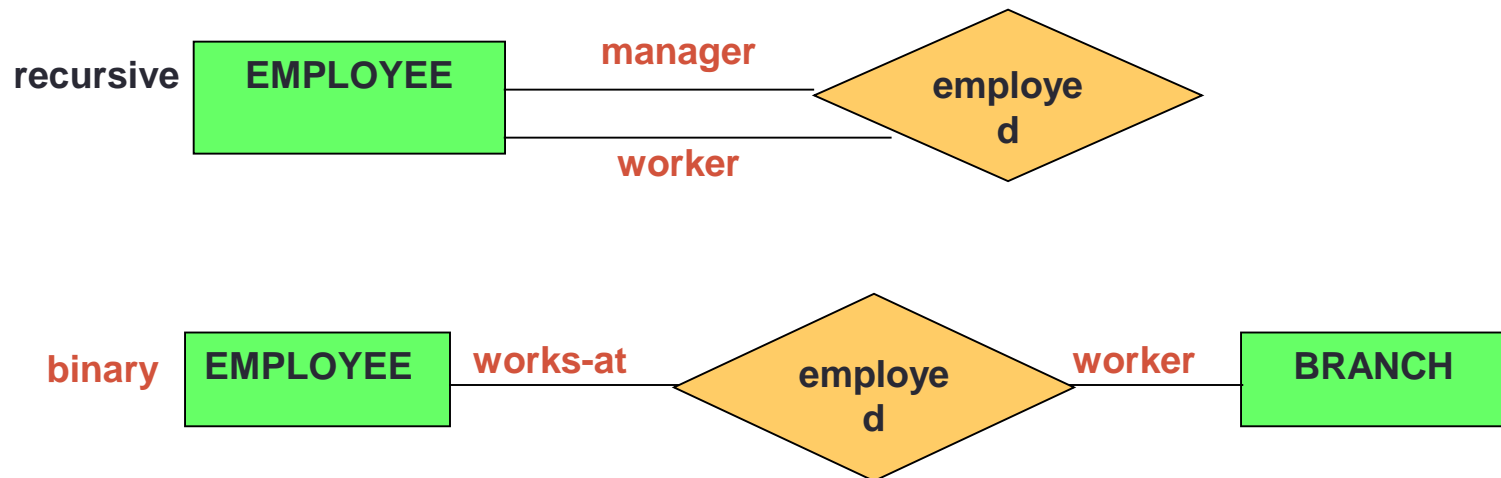 recursive
EMPLOYEE
manager
employe
d
worker
binary
EMPLOYEE
works-at
employe
d
worker
BRANCH